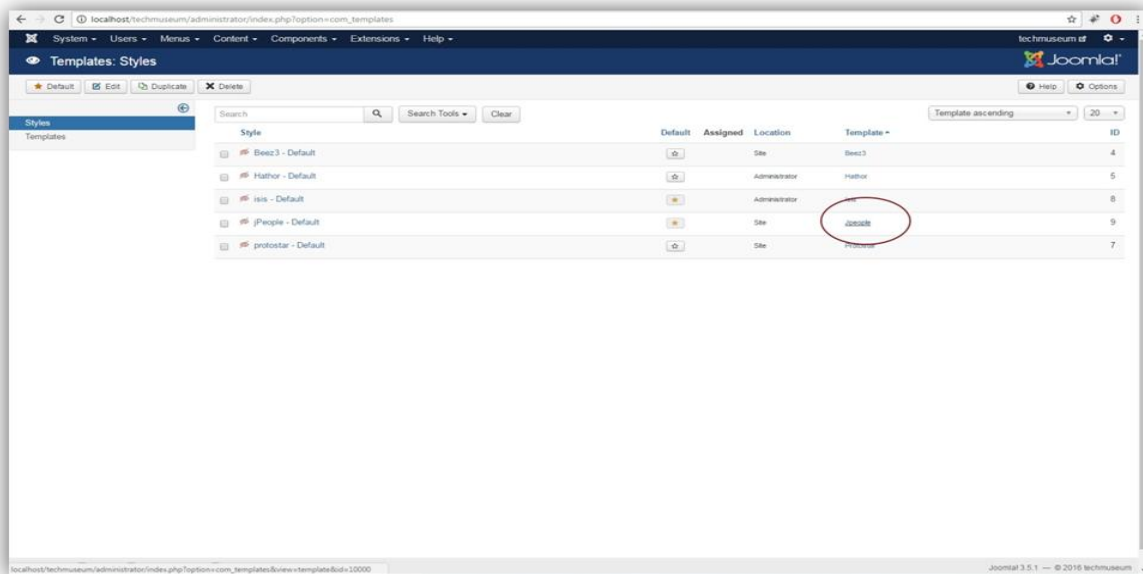 localhost/techmuseum/administrator/index.php?option=com_templates
System Users Menus Content Components Extensions Help techmuseum
Templates: Styles Joomla!
Default Edit Duplicate Delete Help Options
Search Search Tools Clear Template ascending 20
Styles
Templates
Style Default Assigned Location Template ID
Beez3 - Default Site Beez3 4
Hathor - Default Administrator Hathor 5
isis - Default Administrator 8
jPeople - Default Site Jpeople 9
protostar - Default Site Protostar 7
localhost/techmuseum/administrator/index.php?option=com_templates&view=template&id=10000 Joomla! 3.5.1 — © 2016 techmuseum